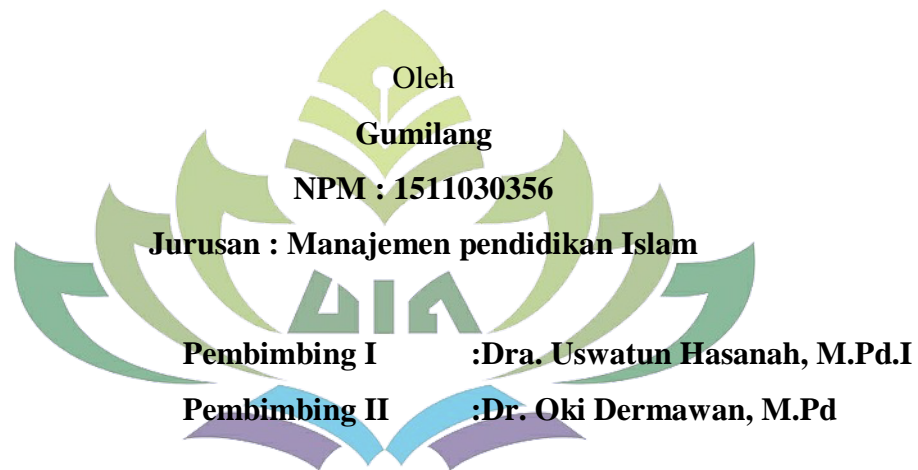 Oleh
Gumilang
NPM : 1511030356
Jurusan : Manajemen pendidikan Islam
UIN
Pembimbing I :Dra. Uswatun Hasanah, M.Pd.I
Pembimbing II :Dr. Oki Dermawan, M.Pd